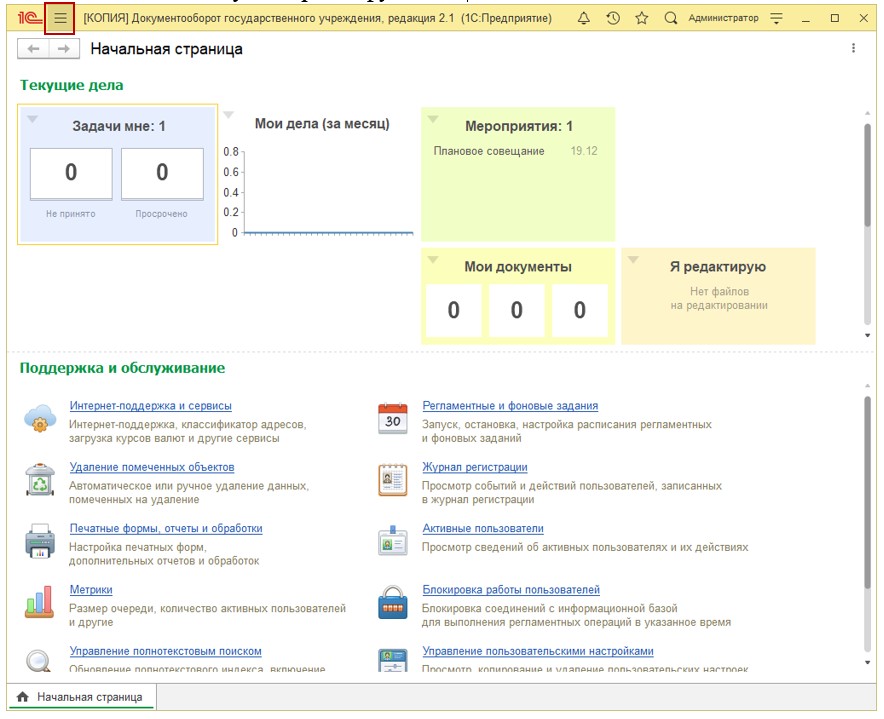 1С
[КОПИЯ] Документооборот государственного учреждения, редакция 2.1 (1С:Предприятие)
Администратор
Начальная страница
Текущие дела
Задачи мне: 1
0
0
Не принято
Просрочено
Мои дела (за месяц)
0.8
0.6
0.4
0.2
0
Мероприятия: 1
Плановое совещание 19.12
Мои документы
0
0
0
Я редактирую
Нет файлов
на редактировании
Поддержка и обслуживание
Интернет-поддержка и сервисы
Интернет-поддержка, классификатор адресов,
загрузка курсов валют и другие сервисы
30
Регламентные и фоновые задания
Запуск, остановка, настройка расписания регламентных
и фоновых заданий
Удаление помеченных объектов
Автоматическое или ручное удаление данных,
помеченных на удаление
Журнал регистрации
Просмотр событий и действий пользователей, записанных
в журнал регистрации
Печатные формы, отчеты и обработки
Настройка печатных форм,
дополнительных отчетов и обработок
Активные пользователи
Просмотр сведений об активных пользователях и их действиях
Метрики
Размер очереди, количество активных пользователей
и другие
Блокировка работы пользователей
Блокировка соединений с информационной базой
для выполнения регламентных операций в указанное время
Управление полнотекстовым поиском
Обновление полнотекстового индекса, включение
Управление пользовательскими настройками
Просмотр, копирование и удаление пользовательских настроек
Начальная страница